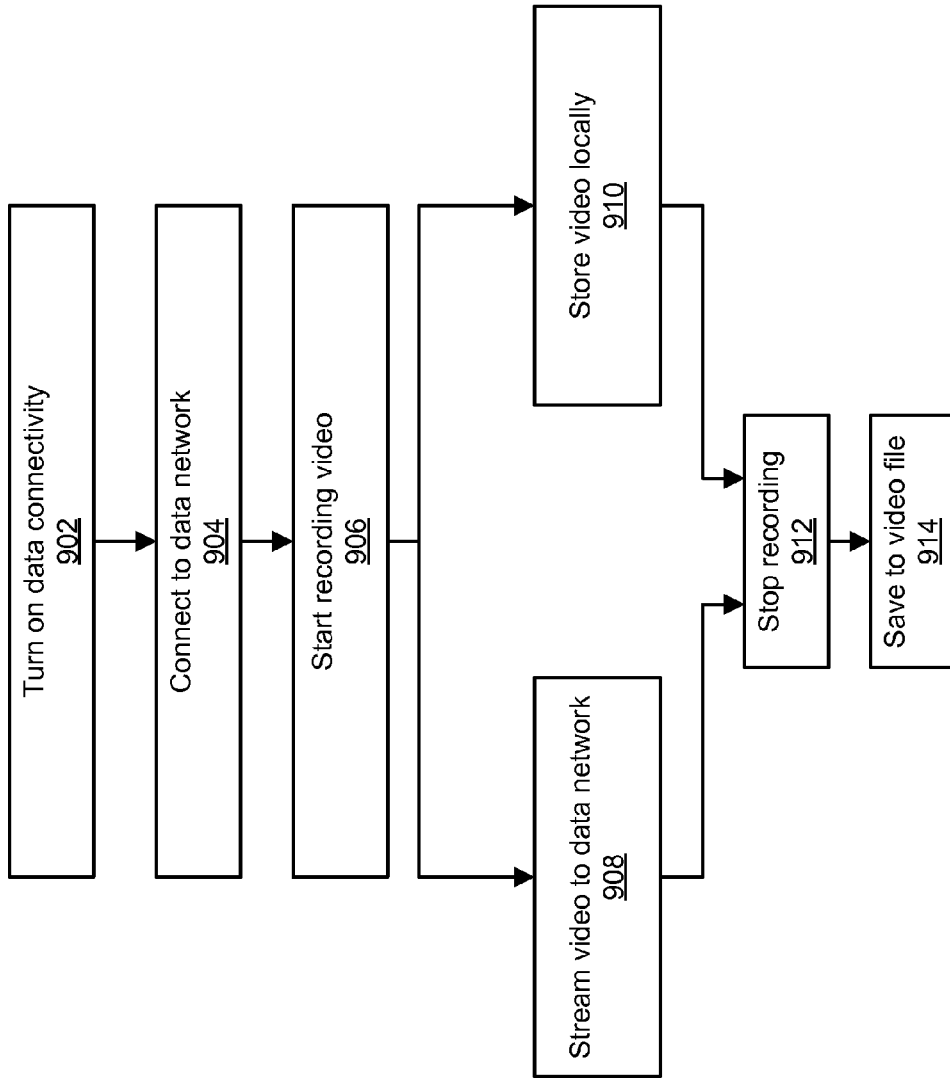 Turn on data connectivity
902
Connect to data network
904
Start recording video
906
Stream video to data network
908
Store video locally
910
Stop recording
912
Save to video file
914